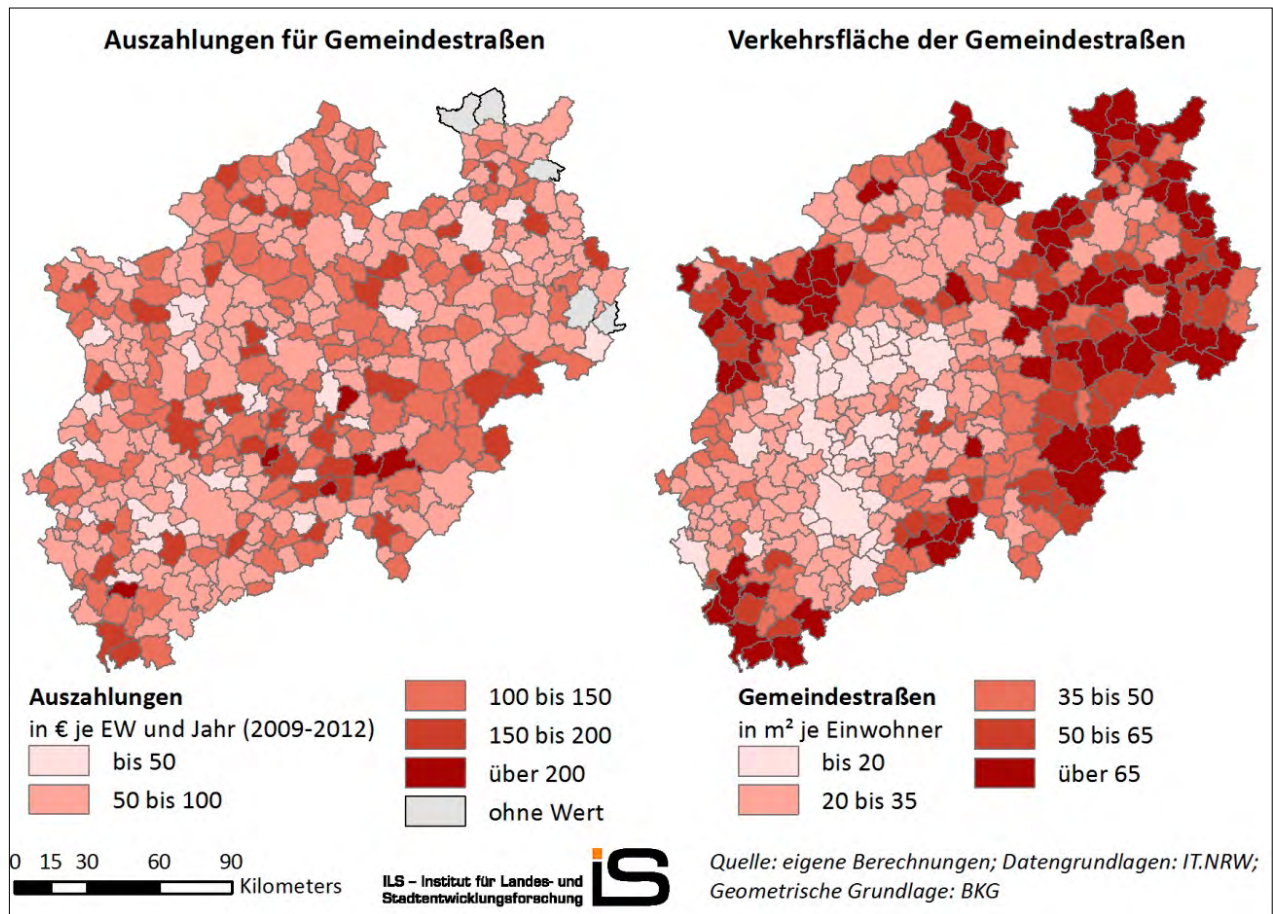 Auszahlungen für Gemeindestraßen
Verkehrsfläche der Gemeindestraßen
Auszahlungen
in € je EW und Jahr (2009-2012)
bis 50
50 bis 100
100 bis 150
150 bis 200
über 200
ohne Wert
Gemeindestraßen
in m² je Einwohner
bis 20
20 bis 35
35 bis 50
50 bis 65
über 65
0 15 30 60 90
Kilometers
ILS – Institut für Landes- und
Stadtentwicklungsforschung
iLS
Quelle: eigene Berechnungen; Datengrundlagen: IT.NRW;
Geometrische Grundlage: BKG